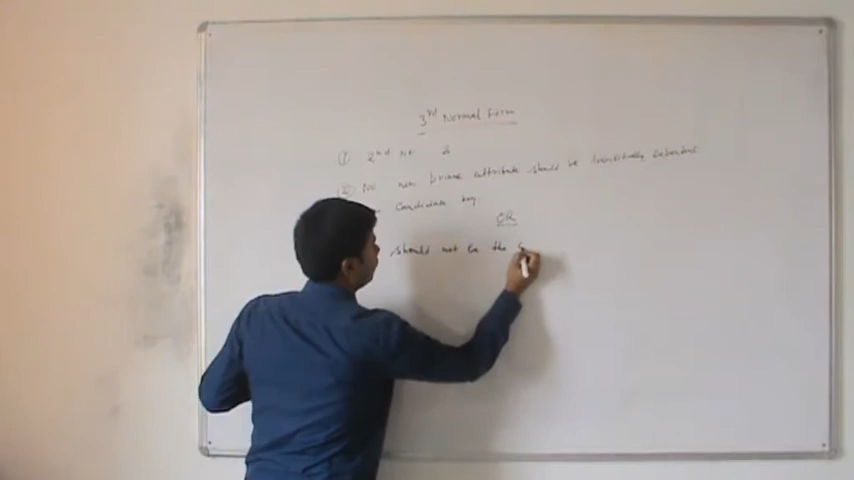 3rd Normal Form
① 2nd NF &
② No non prime attribute should be transitively dependent
candidate key
OR
should not be the